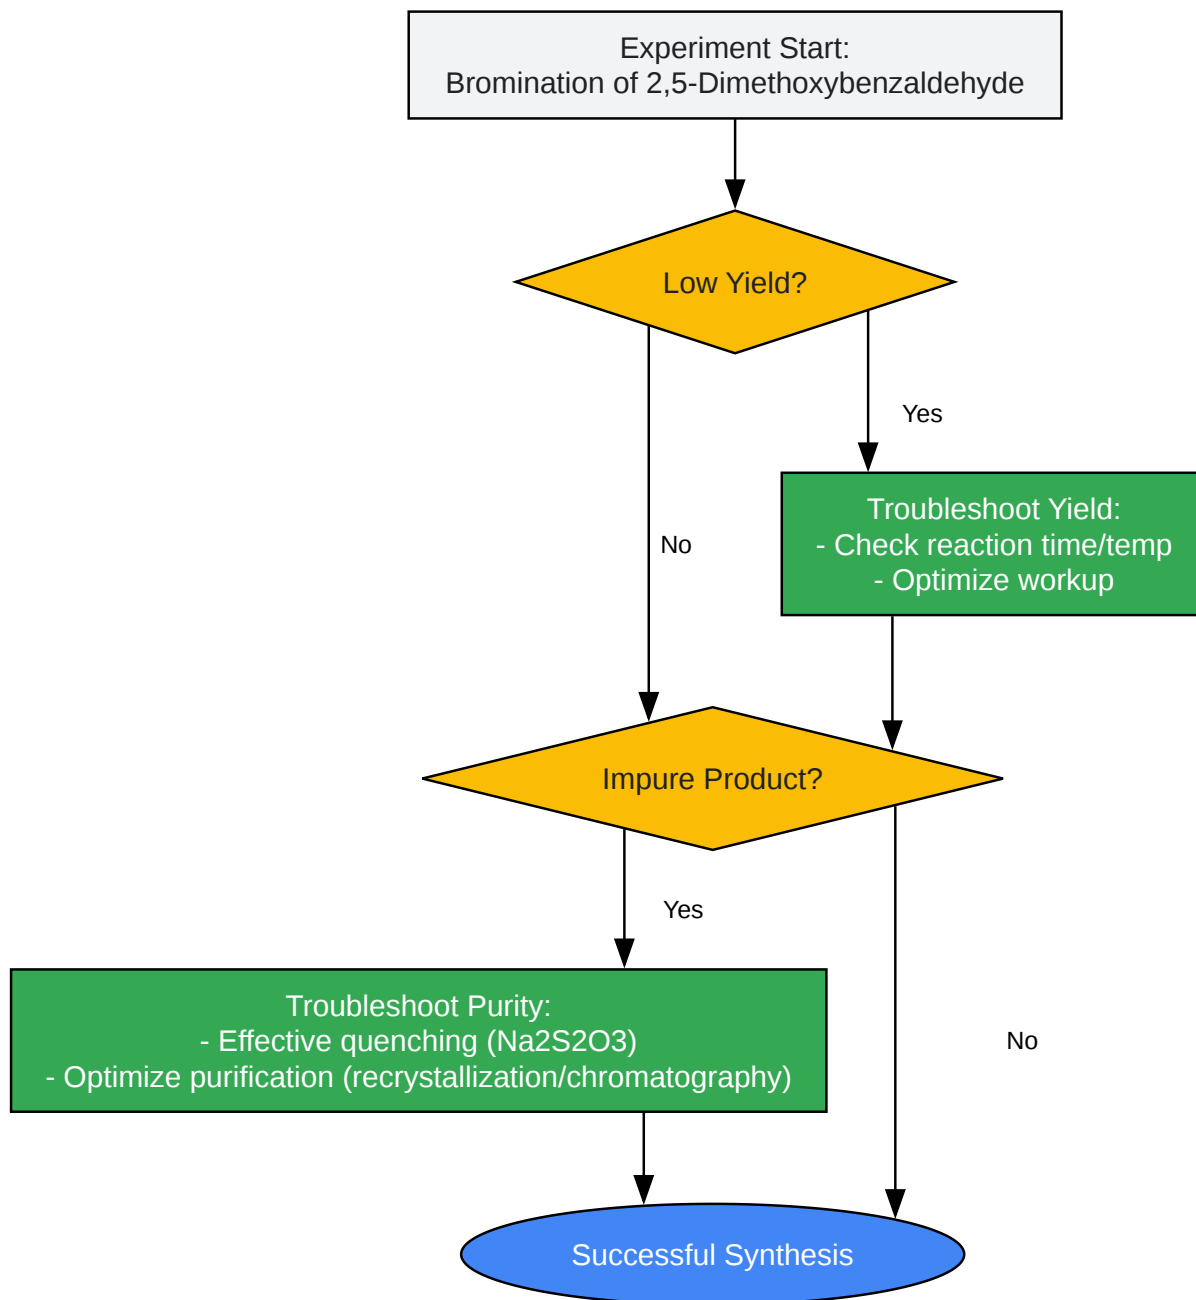 Experiment Start:
Bromination of 2,5-Dimethoxybenzaldehyde
Low Yield?
Yes
Troubleshoot Yield:
- Check reaction time/temp
- Optimize workup
No
Impure Product?
Yes
Troubleshoot Purity:
- Effective quenching (Na2S2O3)
- Optimize purification (recrystallization/chromatography)
No
Successful Synthesis